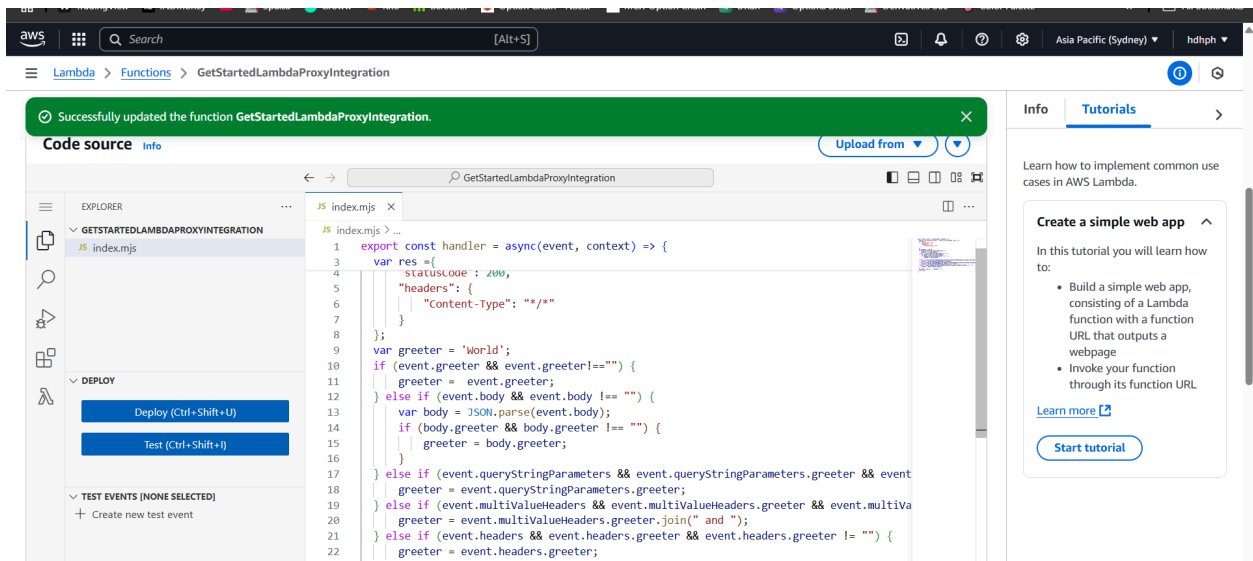 aws
Search
[Alt+S]
Asia Pacific (Sydney)
hdhph
Lambda > Functions > GetStartedLambdaProxyIntegration
Successfully updated the function GetStartedLambdaProxyIntegration.
Code source Info
Upload from
GetStartedLambdaProxyIntegration
EXPLORER
GETSTARTEDLAMBDAPROXYINTEGRATION
JS index.mjs
DEPLOY
Deploy (Ctrl+Shift+U)
Test (Ctrl+Shift+I)
TEST EVENTS [NONE SELECTED]
+ Create new test event
JS index.mjs
JS index.mjs > ...
1 export const handler = async(event, context) => {
3 var res ={
4 "statusCode": 200,
5 "headers": {
6 "Content-Type": "*/*"
7 }
8 };
9 var greeter = 'World';
10 if (event.greeter && event.greeter!=="") {
11 greeter = event.greeter;
12 } else if (event.body && event.body !== "") {
13 var body = JSON.parse(event.body);
14 if (body.greeter && body.greeter !== "") {
15 greeter = body.greeter;
16 }
17 } else if (event.queryStringParameters && event.queryStringParameters.greeter && event
18 greeter = event.queryStringParameters.greeter;
19 } else if (event.multiValueHeaders && event.multiValueHeaders.greeter && event.multiVa
20 greeter = event.multiValueHeaders.greeter.join(" and ");
21 } else if (event.headers && event.headers.greeter && event.headers.greeter != "") {
22 greeter = event.headers.greeter;
Info
Tutorials
Learn how to implement common use
cases in AWS Lambda.
Create a simple web app
In this tutorial you will learn how
to:
• Build a simple web app,
consisting of a Lambda
function with a function
URL that outputs a
webpage
• Invoke your function
through its function URL
Learn more
Start tutorial